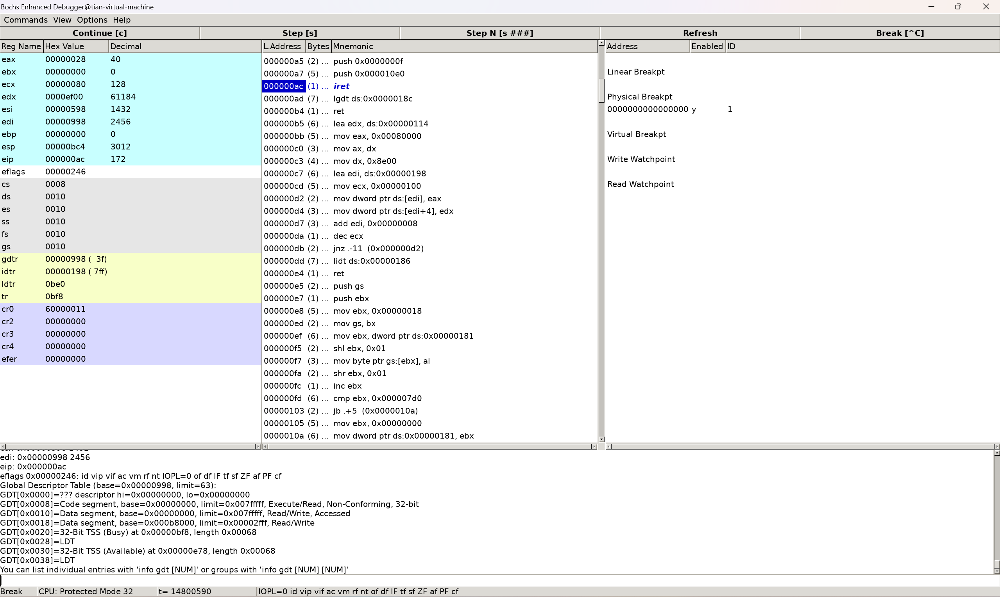 Bochs Enhanced Debugger@tian-virtual-machine
Commands View Options Help
Continue [c] Step [s] Step N [s ###] Refresh Break [^C]
Reg Name Hex Value Decimal
eax 00000028 40
ebx 00000000 0
ecx 00000080 128
edx 0000ef00 61184
esi 00000598 1432
edi 00000998 2456
ebp 00000000 0
esp 00000bc4 3012
eip 000000ac 172
eflags 00000246
cs 0008
ds 0010
es 0010
ss 0010
fs 0010
gs 0010
gdtr 00000998 ( 3f)
idtr 00000198 ( 7ff)
ldtr 0be0
tr 0bf8
cr0 60000011
cr2 00000000
cr3 00000000
cr4 00000000
efer 00000000
L.Address Bytes Mnemonic
000000a5 (2) ... push 0x0000000f
000000a7 (5) ... push 0x000010e0
000000ac (1) ... iret
000000ad (7) ... lgdt ds:0x0000018c
000000b4 (1) ... ret
000000b5 (6) ... lea edx, ds:0x00000114
000000bb (5) ... mov eax, 0x00080000
000000c0 (3) ... mov ax, dx
000000c3 (4) ... mov dx, 0x8e00
000000c7 (6) ... lea edi, ds:0x00000198
000000cd (5) ... mov ecx, 0x00000100
000000d2 (2) ... mov dword ptr ds:[edi], eax
000000d4 (3) ... mov dword ptr ds:[edi+4], edx
000000d7 (3) ... add edi, 0x00000008
000000da (1) ... dec ecx
000000db (2) ... jnz .-11 (0x000000d2)
000000dd (7) ... lidt ds:0x00000186
000000e4 (1) ... ret
000000e5 (2) ... push gs
000000e7 (1) ... push ebx
000000e8 (5) ... mov ebx, 0x00000018
000000ed (2) ... mov gs, bx
000000ef (6) ... mov ebx, dword ptr ds:0x00000181
000000f5 (2) ... shl ebx, 0x01
000000f7 (3) ... mov byte ptr gs:[ebx], al
000000fa (2) ... shr ebx, 0x01
000000fc (1) ... inc ebx
000000fd (6) ... cmp ebx, 0x000007d0
00000103 (2) ... jb .+5 (0x0000010a)
00000105 (5) ... mov ebx, 0x00000000
0000010a (6) ... mov dword ptr ds:0x00000181, ebx
Address Enabled ID
Linear Breakpt
Physical Breakpt
0000000000000000 y 1
Virtual Breakpt
Write Watchpoint
Read Watchpoint
edi: 0x00000998 2456
eip: 0x000000ac
eflags 0x00000246: id vip vif ac vm rf nt IOPL=0 of df IF tf sf ZF af PF cf
Global Descriptor Table (base=0x00000998, limit=63):
GDT[0x0000]=??? descriptor hi=0x00000000, lo=0x00000000
GDT[0x0008]=Code segment, base=0x00000000, limit=0x007fffff, Execute/Read, Non-Conforming, 32-bit
GDT[0x0010]=Data segment, base=0x00000000, limit=0x007fffff, Read/Write, Accessed
GDT[0x0018]=Data segment, base=0x000b8000, limit=0x00002fff, Read/Write
GDT[0x0020]=32-Bit TSS (Busy) at 0x00000bf8, length 0x00068
GDT[0x0028]=LDT
GDT[0x0030]=32-Bit TSS (Available) at 0x00000e78, length 0x00068
GDT[0x0038]=LDT
You can list individual entries with 'info gdt [NUM]' or groups with 'info gdt [NUM] [NUM]'
Break CPU: Protected Mode 32 t= 14800590 IOPL=0 id vip vif ac vm rf nt of df IF tf sf ZF af PF cf